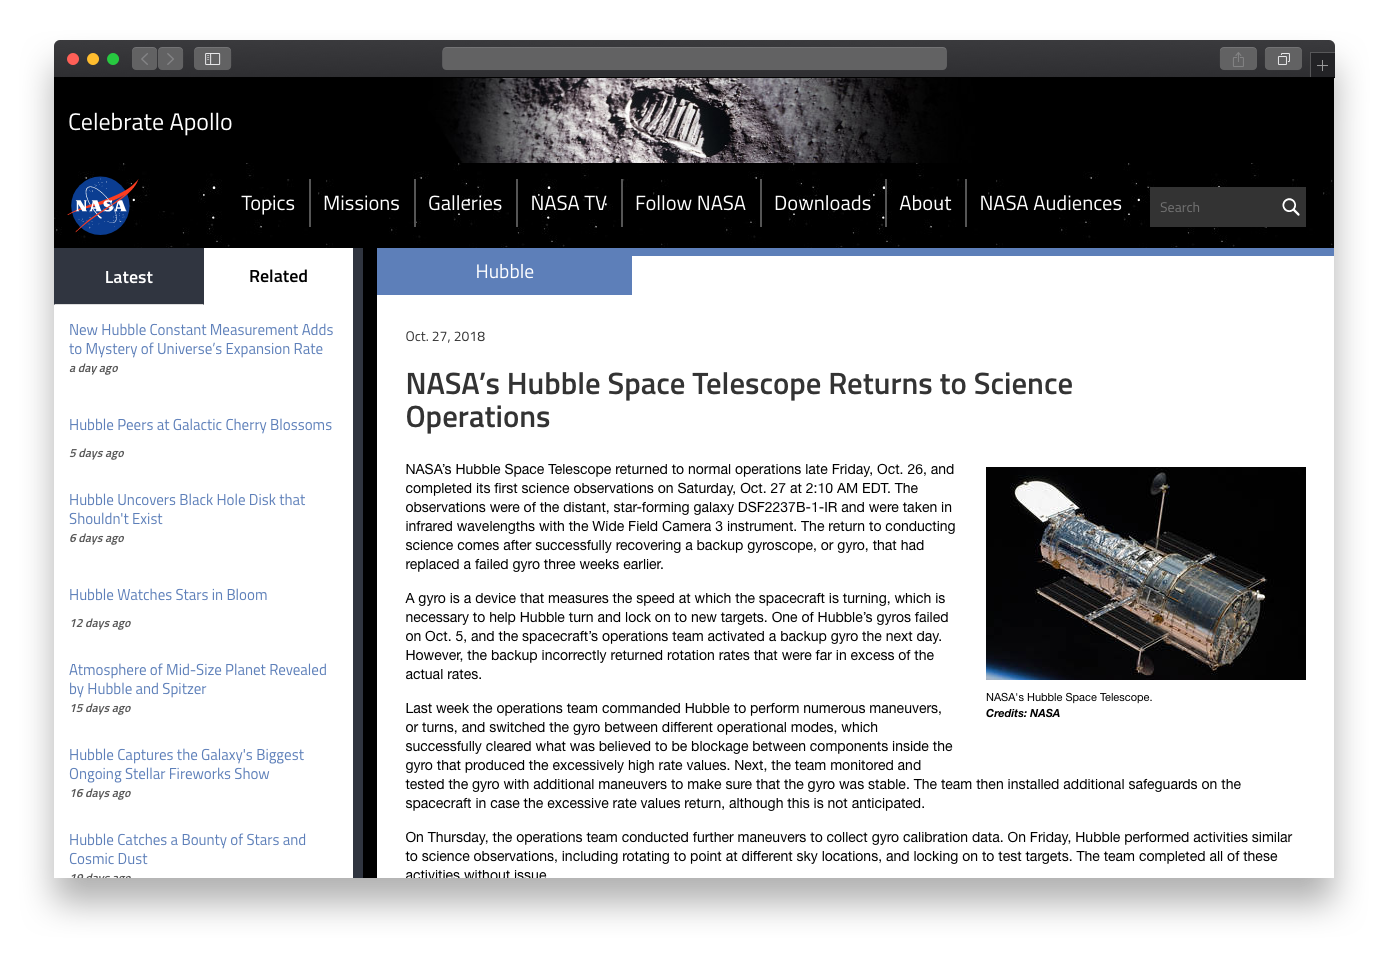 Celebrate Apollo
NASA
Topics
Missions
Galleries
NASA TV
Follow NASA
Downloads
About
NASA Audiences
Search
Latest
Related
New Hubble Constant Measurement Adds
to Mystery of Universe's Expansion Rate
a day ago
Hubble Peers at Galactic Cherry Blossoms
5 days ago
Hubble Uncovers Black Hole Disk that
Shouldn't Exist
6 days ago
Hubble Watches Stars in Bloom
12 days ago
Atmosphere of Mid-Size Planet Revealed
by Hubble and Spitzer
15 days ago
Hubble Captures the Galaxy's Biggest
Ongoing Stellar Fireworks Show
16 days ago
Hubble Catches a Bounty of Stars and
Cosmic Dust
19 days ago
Hubble
Oct. 27, 2018
NASA’s Hubble Space Telescope Returns to Science
Operations
NASA’s Hubble Space Telescope returned to normal operations late Friday, Oct. 26, and
completed its first science observations on Saturday, Oct. 27 at 2:10 AM EDT. The
observations were of the distant, star-forming galaxy DSF2237B-1-IR and were taken in
infrared wavelengths with the Wide Field Camera 3 instrument. The return to conducting
science comes after successfully recovering a backup gyroscope, or gyro, that had
replaced a failed gyro three weeks earlier.
A gyro is a device that measures the speed at which the spacecraft is turning, which is
necessary to help Hubble turn and lock on to new targets. One of Hubble’s gyros failed
on Oct. 5, and the spacecraft’s operations team activated a backup gyro the next day.
However, the backup incorrectly returned rotation rates that were far in excess of the
actual rates.
Last week the operations team commanded Hubble to perform numerous maneuvers,
or turns, and switched the gyro between different operational modes, which
successfully cleared what was believed to be blockage between components inside the
gyro that produced the excessively high rate values. Next, the team monitored and
tested the gyro with additional maneuvers to make sure that the gyro was stable. The team then installed additional safeguards on the
spacecraft in case the excessive rate values return, although this is not anticipated.
On Thursday, the operations team conducted further maneuvers to collect gyro calibration data. On Friday, Hubble performed activities similar
to science observations, including rotating to point at different sky locations, and locking on to test targets. The team completed all of these
activities without issue.
NASA's Hubble Space Telescope.
Credits: NASA